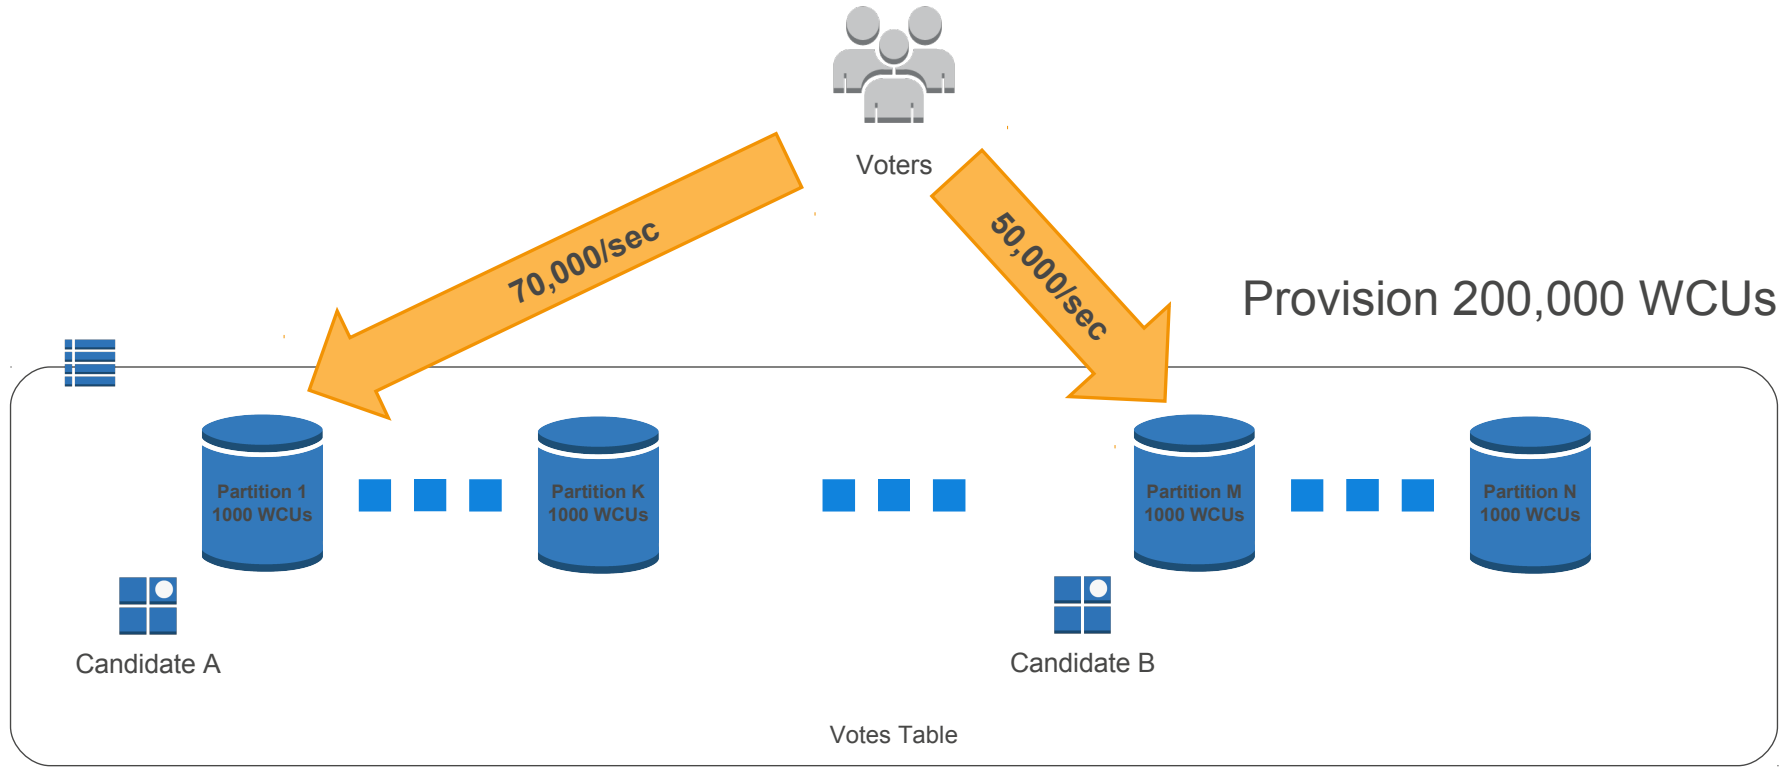 Voters
70,000/sec
50,000/sec
Provision 200,000 WCUs
Partition 1
1000 WCUs
Partition K
1000 WCUs
Partition M
1000 WCUs
Partition N
1000 WCUs
Candidate A
Candidate B
Votes Table